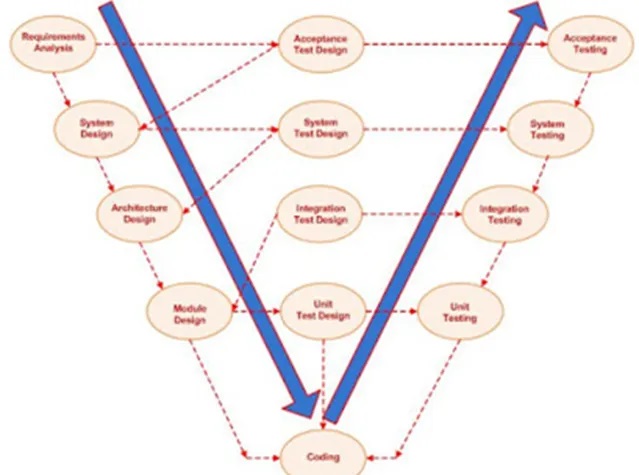 Requirements
Analysis
Acceptance
Test Design
Acceptance
Testing
System
Design
System
Test Design
System
Testing
Architecture
Design
Integration
Test Design
Integration
Testing
Module
Design
Unit
Test Design
Unit
Testing
Coding